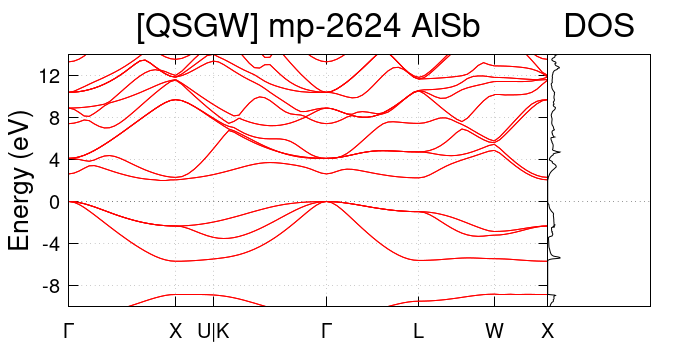 [QSGW] mp-2624 AlSb DOS
Energy (eV)
12
8
4
0
-4
-8
Γ X U|K Γ L W X